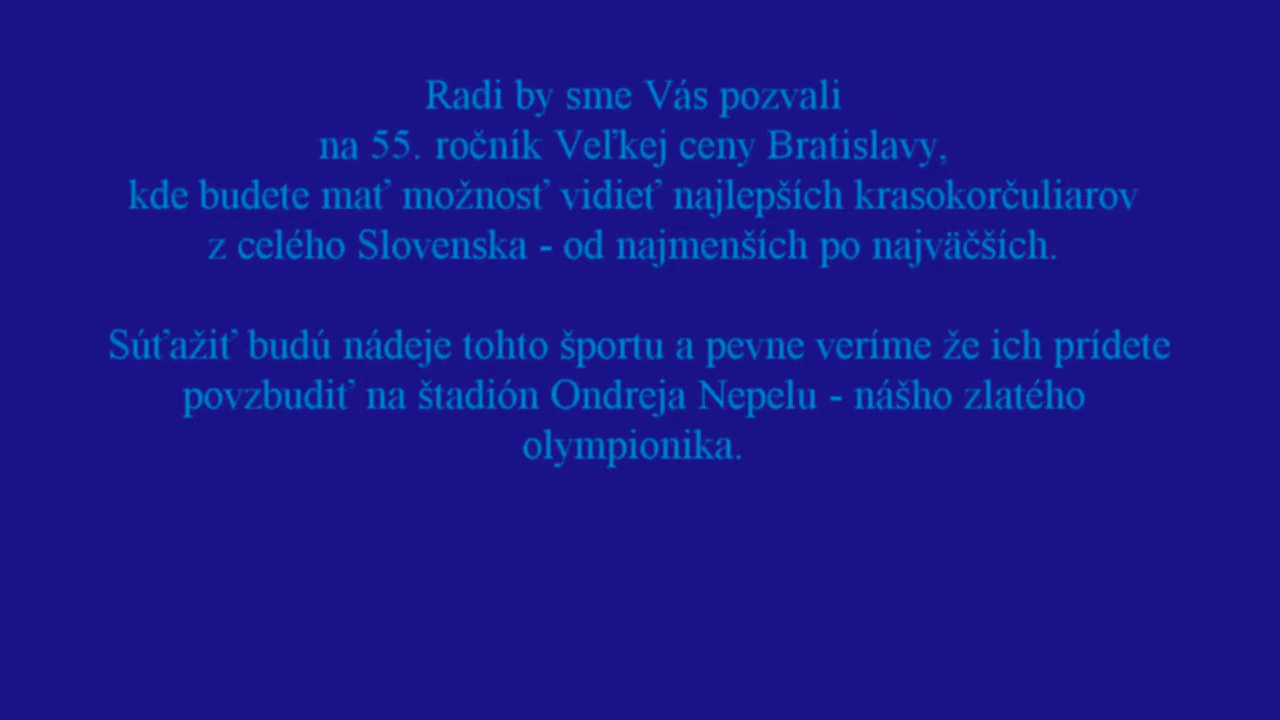 Radi by sme Vás pozvali
na 55. ročník Veľkej ceny Bratislavy,
kde budete mať možnosť vidieť najlepších krasokorčuliarov
z celého Slovenska - od najmenších po najväčších.
Súťažiť budú nádeje tohto športu a pevne veríme že ich prídete
povzbudiť na štadión Ondreja Nepelu - nášho zlatého
olympionika.